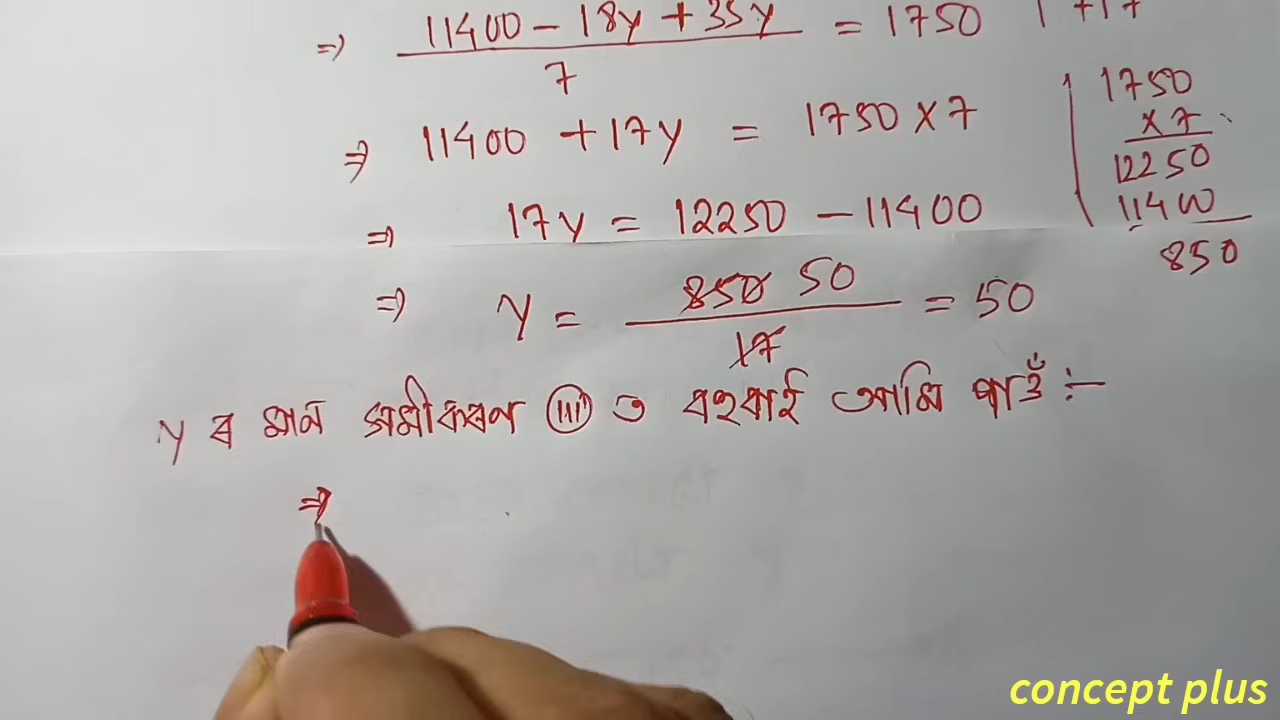 ⇒ 11400 - 18y + 35y / 7 = 1750
⇒ 11400 + 17y = 1750 x 7
1750
x 7
12250
11400
850
⇒ 17y = 12250 - 11400
⇒ y = 850 50 / 17 = 50
y ৰ মান সমীকৰণ (iii) ত বহুৱাই আমি পাওঁ :-
⇒
concept plus